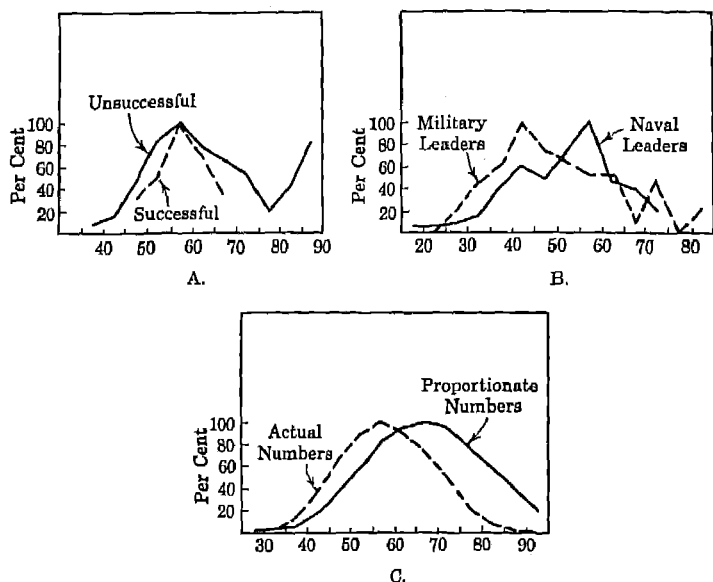 Per Cent
100
80
60
40
20
Unsuccessful
Successful
40 50 60 70 80 90
A.
Per Cent
100
80
60
40
20
Military
Leaders
Naval
Leaders
20 30 40 50 60 70 80
B.
Per Cent
100
80
60
40
20
Actual
Numbers
Proportionate
Numbers
30 40 50 60 70 80 90
C.